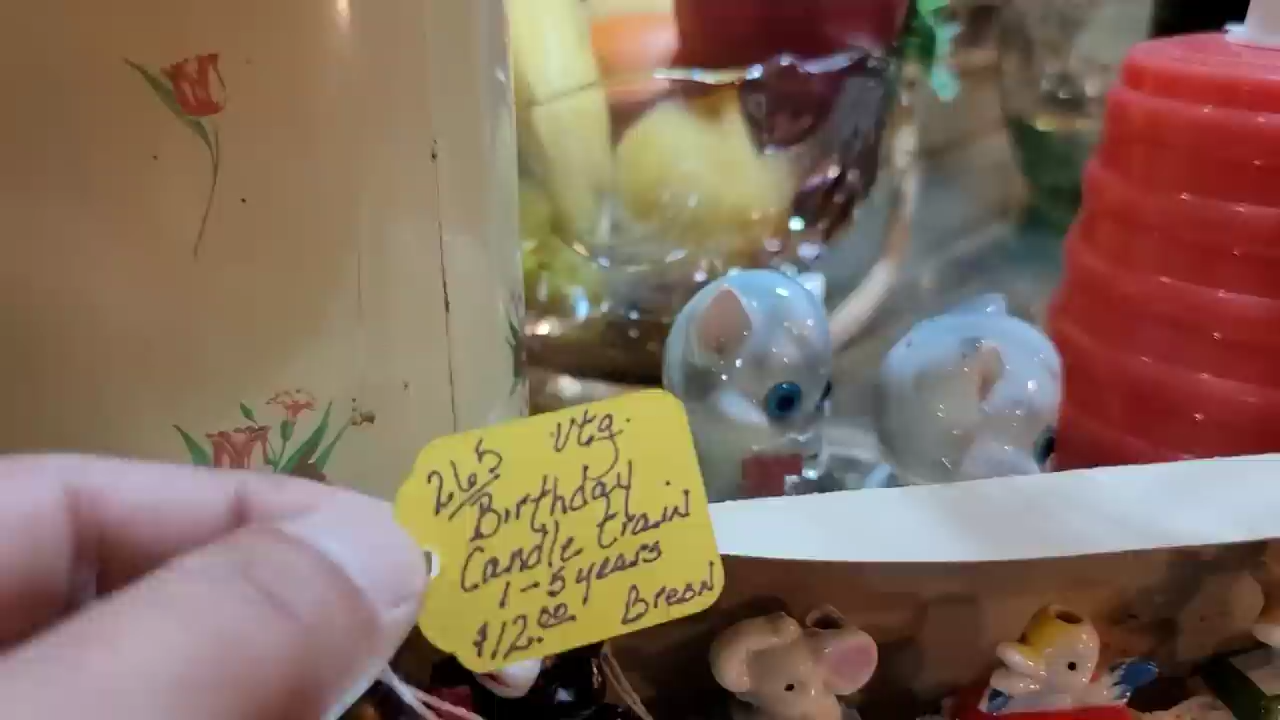 265 Vtg.
Birthday
Candle train
1-5 years
$12.00 Breon